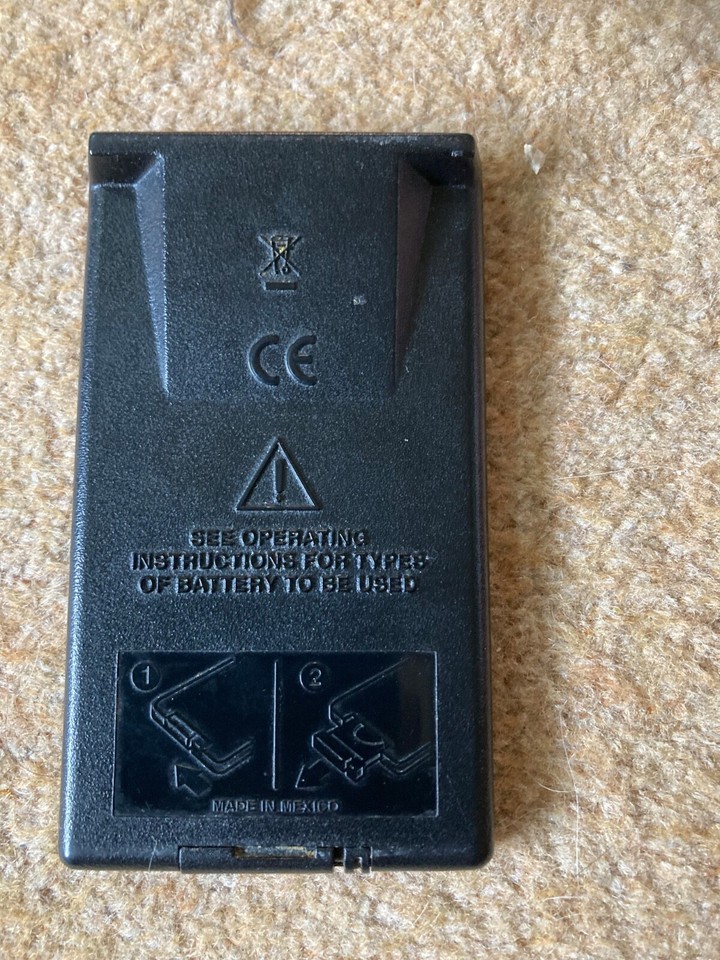 CE
SEE OPERATING
INSTRUCTIONS FOR TYPES
OF BATTERY TO BE USED
1 2
MADE IN MEXICO